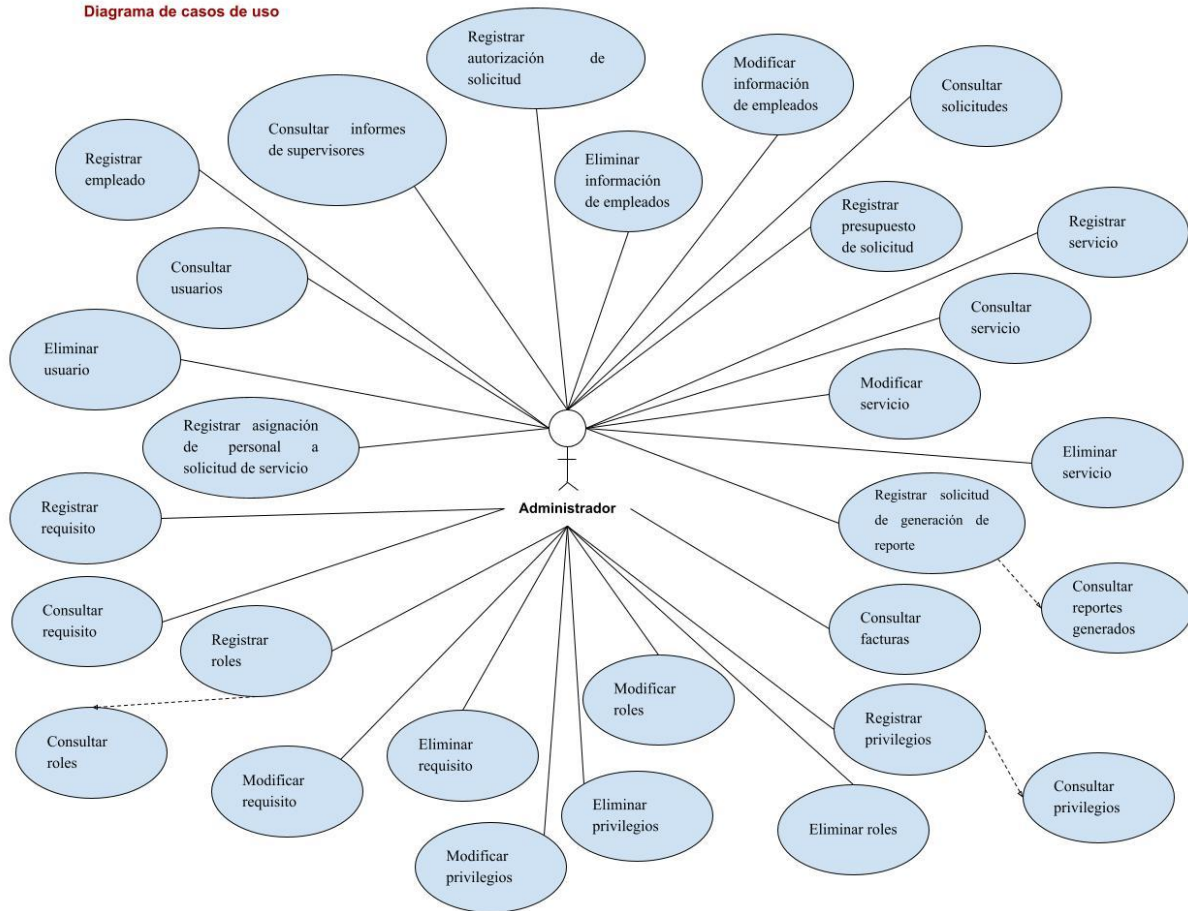 Diagrama de casos de uso
Registrar
autorización de
solicitud
Modificar
información
de empleados
Consultar
solicitudes
Consultar informes
de supervisores
Registrar
empleado
Eliminar
información
de empleados
Registrar
presupuesto
de solicitud
Registrar
servicio
Consultar
usuarios
Consultar
servicio
Eliminar
usuario
Modificar
servicio
Registrar asignación
de personal a
solicitud de servicio
Eliminar
servicio
Registrar
requisito
Administrador
Registrar solicitud
de generación de
reporte
Consultar
requisito
Registrar
roles
Consultar
facturas
Consultar
reportes
generados
Modificar
roles
Registrar
privilegios
Consultar
roles
Modificar
requisito
Eliminar
requisito
Eliminar
privilegios
Eliminar roles
Consultar
privilegios
Modificar
privilegios